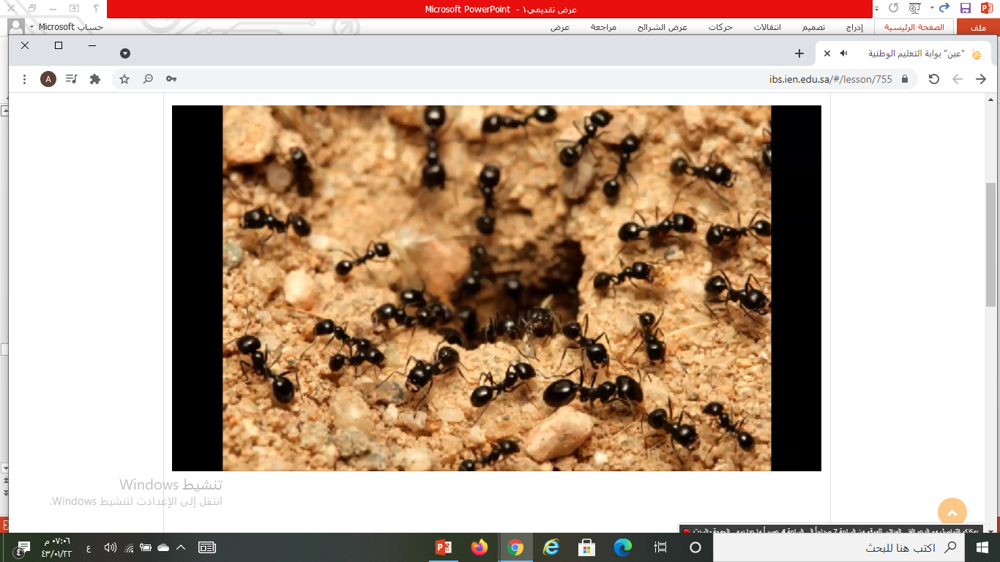 عرض تقديمي١ - Microsoft PowerPoint
ملف الصفحة الرئيسية إدراج تصميم انتقالات حركات عرض الشرائح مراجعة عرض حساب Microsoft
"عين" بوابة التعليم الوطنية
ibs.ien.edu.sa/#/lesson/755
A
تنشيط Windows
انتقل إلى الإعدادت لتنشيط Windows.
اكتب هنا للبحث
ع
٠٧:٠٦ م
٤٣/٠١/٢٢
٤